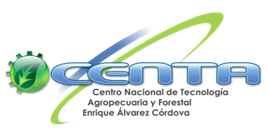 CENTA
Centro Nacional de Tecnología
Agropecuaria y Forestal
Enrique Álvarez Córdova